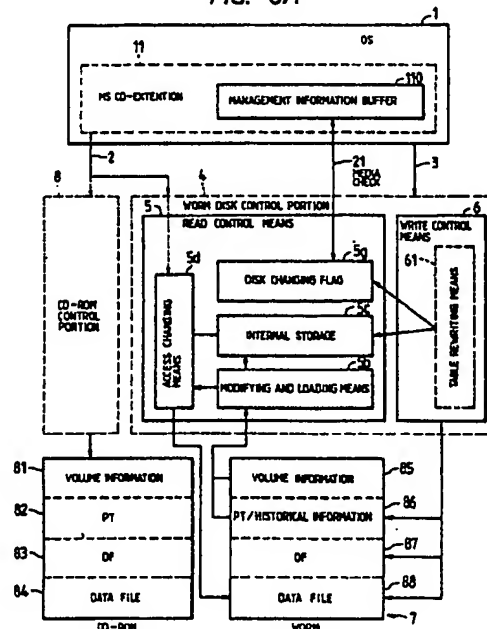 FIG. 6A
1
OS
11
110
MS CD-EXTENTION
MANAGEMENT INFORMATION BUFFER
2
21
3
MEDIA
CHECK
8
4
WORM DISK CONTROL PORTION
5
READ CONTROL MEANS
6
WRITE CONTROL
MEANS
5d
5g
61
DISK CHANGING FLAG
CD-ROM
CONTROL
PORTION
ACCESS CHANGING
MEANS
5c
INTERNAL STORAGE
TABLE REWRITING MEANS
5b
MODIFYING AND LOADING MEANS
81
VOLUME INFORMATION
VOLUME INFORMATION
85
82
PT
PT/HISTORICAL INFORMATION
86
83
DF
DF
87
84
DATA FILE
DATA FILE
88
CD-ROM
WORM
7